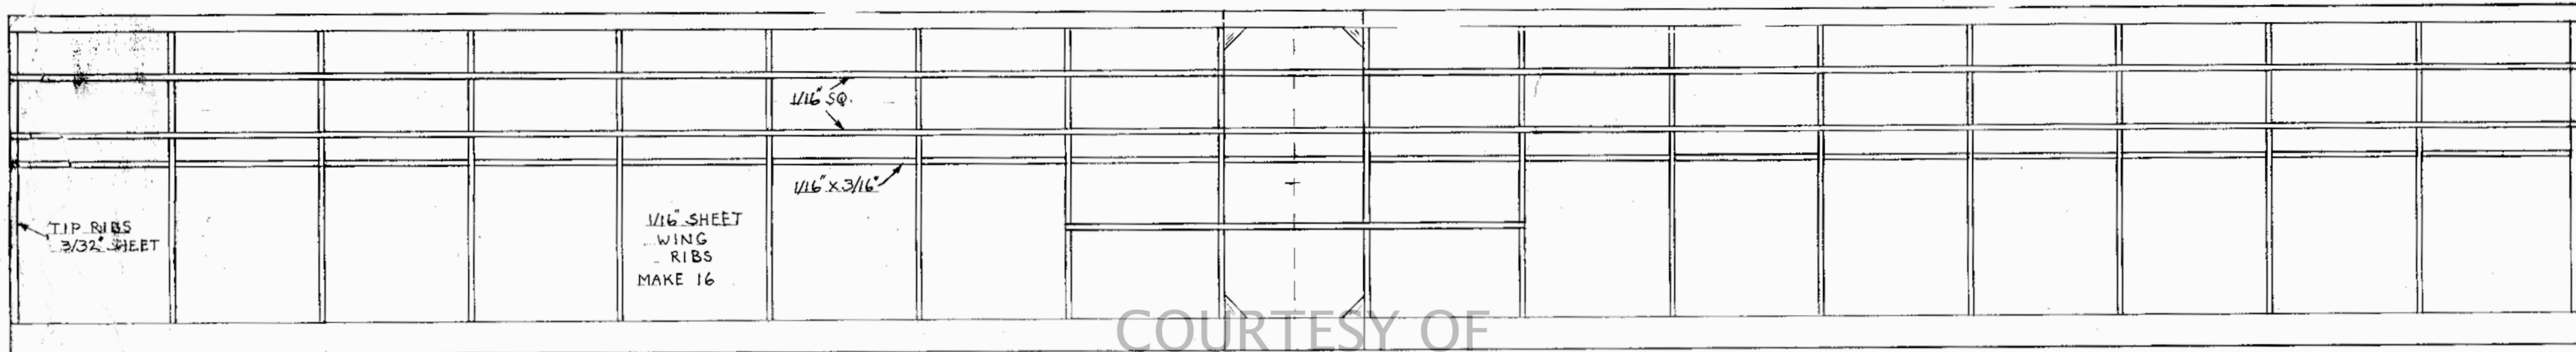 1/16" SQ.
1/16" X 3/16"
TIP RIBS
3/32" SHEET
1/16" SHEET
WING
RIBS
MAKE 16
COURTESY OF